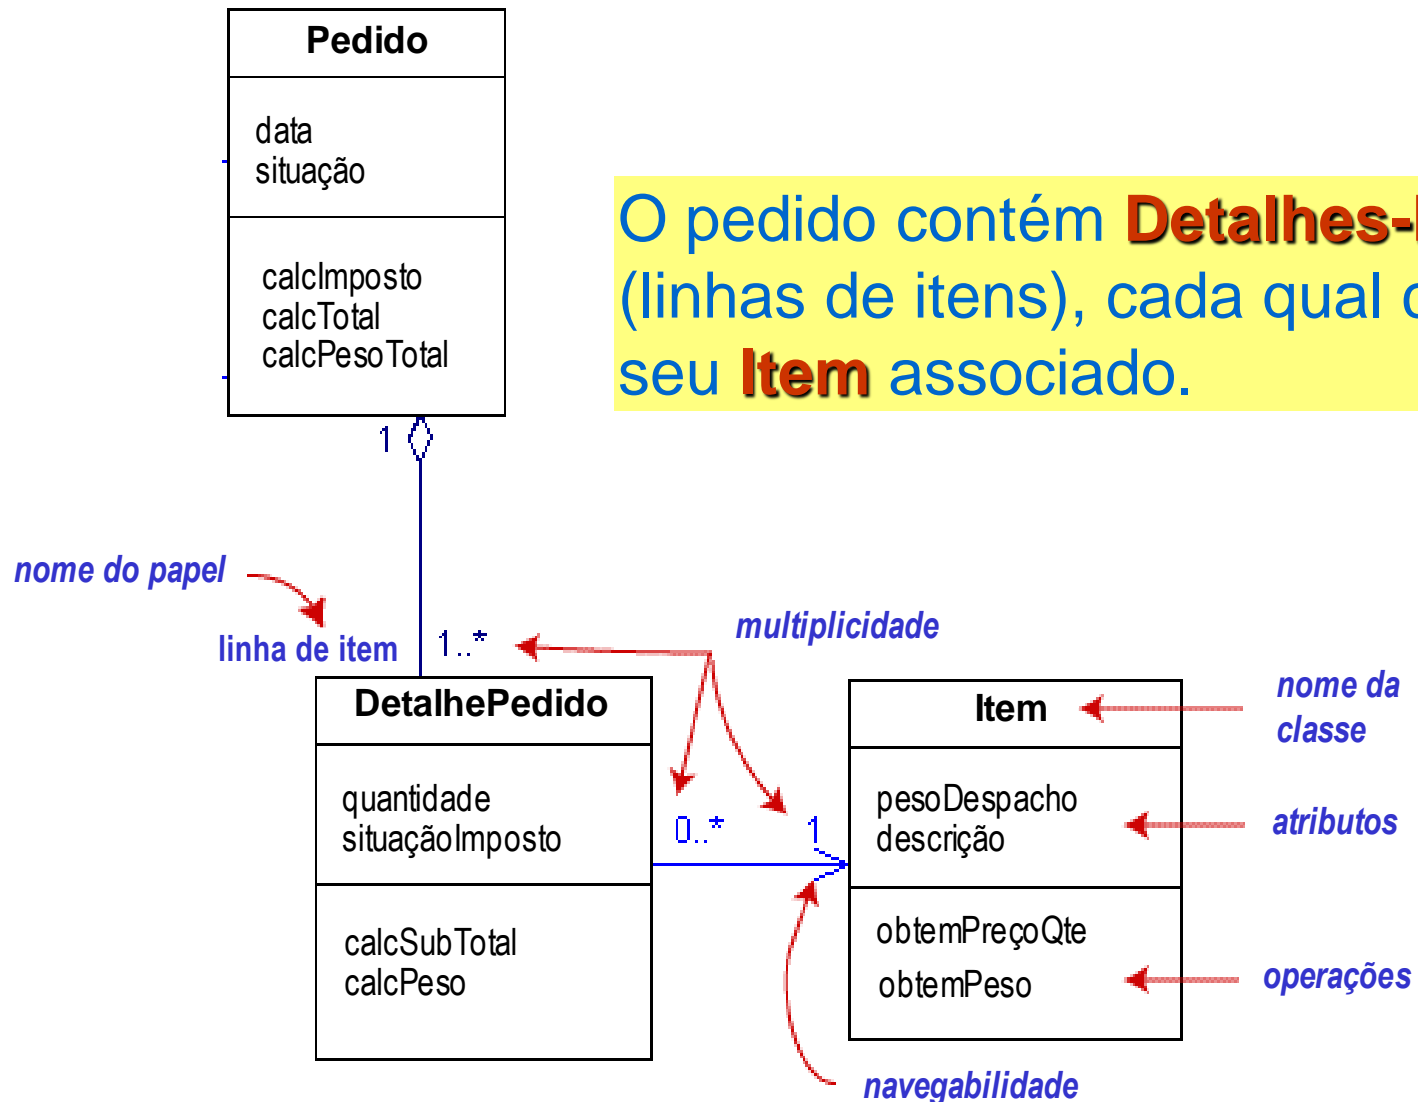 Pedido
data
situação
calcImposto
calcTotal
calcPesoTotal
O pedido contém
(linhas de itens), cada qual
seu Item associado.
1
nome do papel
linha de item
1..*
multiplicidade
DetalhePedido
quantidade
situaçãoImposto
calcSubTotal
calcPeso
0..*
1
Item
pesoDespacho
descrição
obtemPreçoQte
obtemPeso
nome da
classe
atributos
operações
navegabilidade